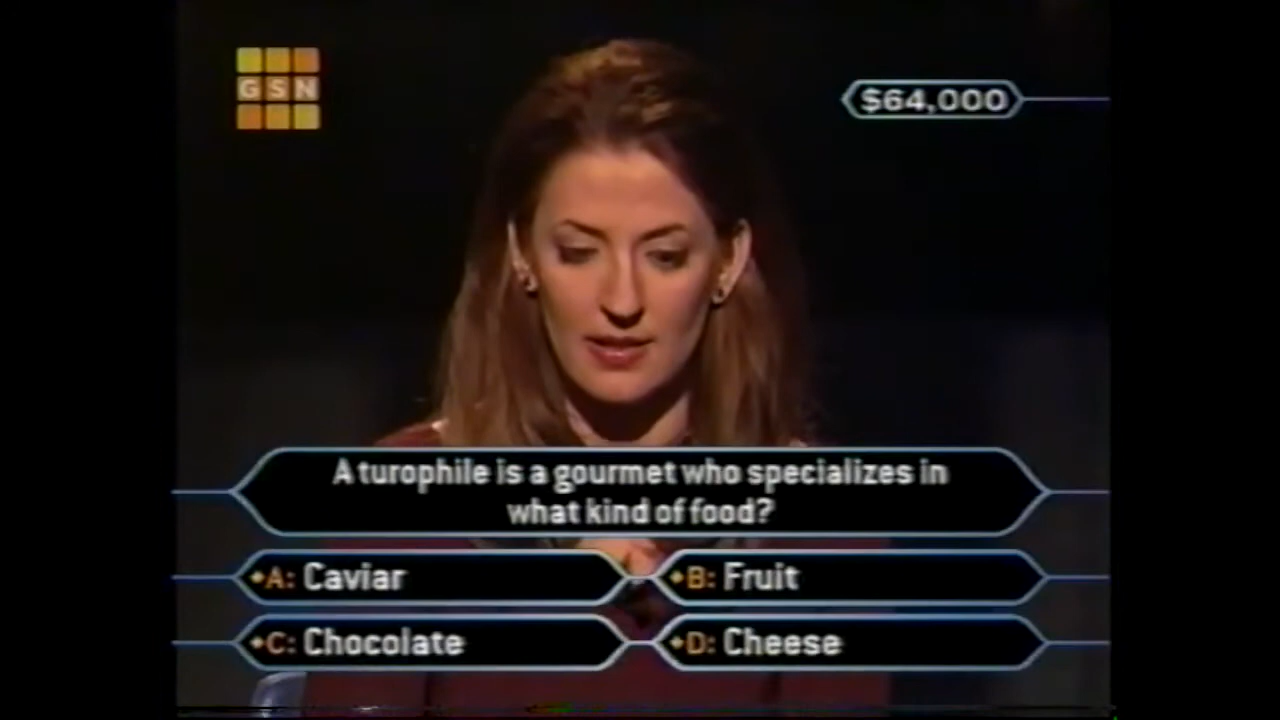 GSN
$64,000
A turophile is a gourmet who specializes in
what kind of food?
A: Caviar
B: Fruit
C: Chocolate
D: Cheese